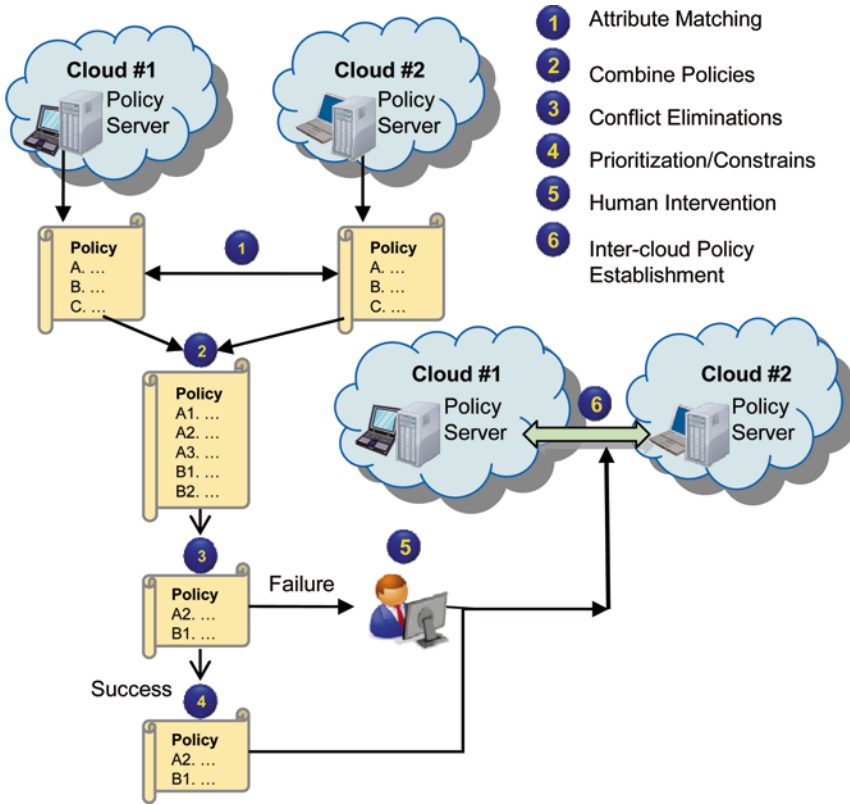 Cloud #1
Policy
Server
Cloud #2
Policy
Server
1 Attribute Matching
2 Combine Policies
3 Conflict Eliminations
4 Prioritization/Constrains
5 Human Intervention
6 Inter-cloud Policy
Establishment
Policy
A. ...
B. ...
C. ...
1
Policy
A. ...
B. ...
C. ...
2
Policy
A1. ...
A2. ...
A3. ...
B1. ...
B2. ...
Cloud #1
Policy
Server
6
Cloud #2
Policy
Server
3
Policy
A2. ...
B1. ...
Failure
5
Success
4
Policy
A2. ...
B1. ...